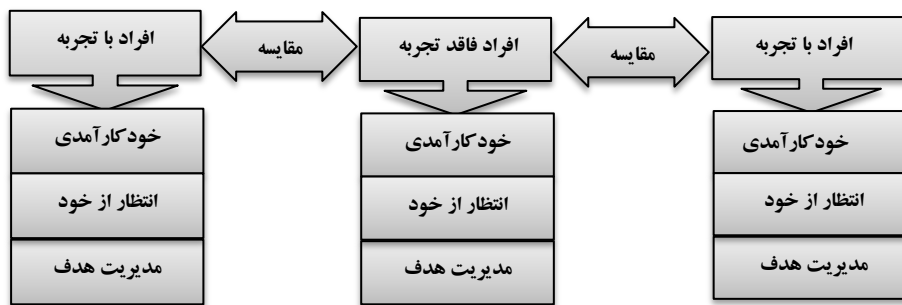 افراد با تجربه
مقایسه
افراد فاقد تجربه
مقایسه
افراد با تجربه
خودکارآمدی
خودکارآمدی
خودکارآمدی
انتظار از خود
انتظار از خود
انتظار از خود
مدیریت هدف
مدیریت هدف
مدیریت هدف